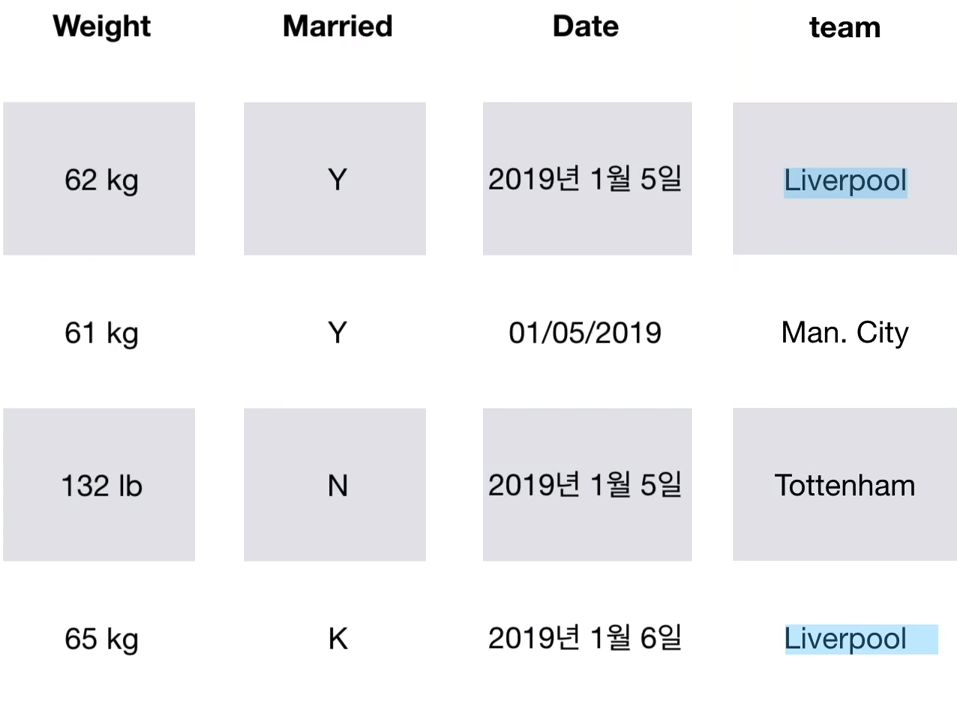 Weight Married Date team
62 kg Y 2019년 1월 5일 Liverpool
61 kg Y 01/05/2019 Man. City
132 lb N 2019년 1월 5일 Tottenham
65 kg K 2019년 1월 6일 Liverpool